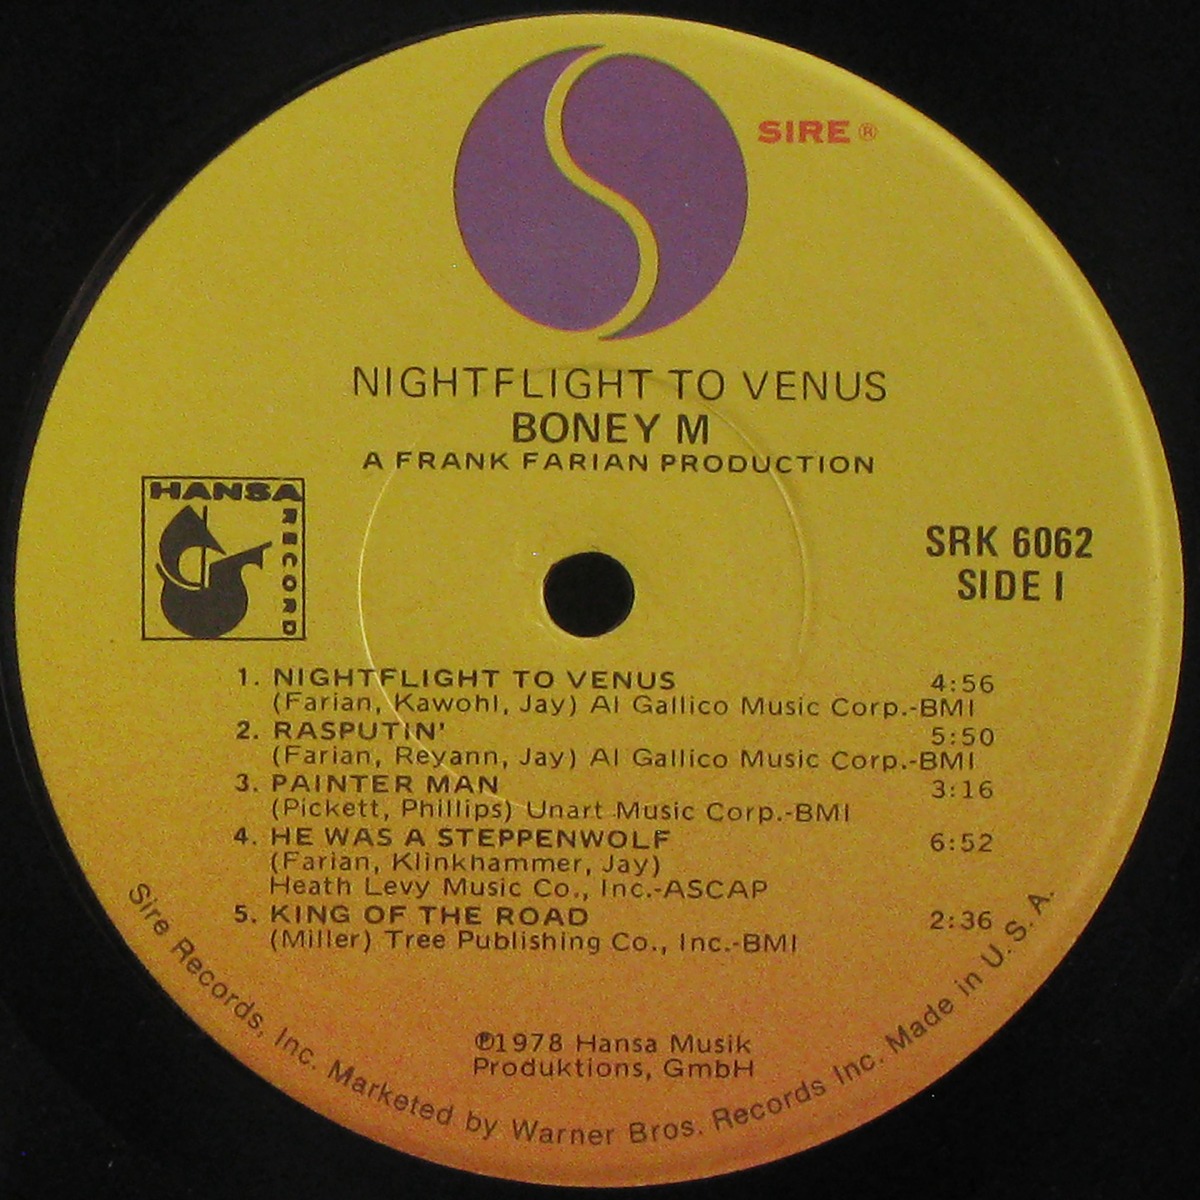 SIRE ®
NIGHTFLIGHT TO VENUS
BONEY M
A FRANK FARIAN PRODUCTION
HANSA
RECORD
SRK 6062
SIDE I
1. NIGHTFLIGHT TO VENUS 4:56
(Farian, Kawohl, Jay) Al Gallico Music Corp.-BMI
2. RASPUTIN' 5:50
(Farian, Reyann, Jay) Al Gallico Music Corp.-BMI
3. PAINTER MAN 3:16
(Pickett, Phillips) Unart Music Corp.-BMI
4. HE WAS A STEPPENWOLF 6:52
(Farian, Klinkhammer, Jay)
Heath Levy Music Co., Inc.-ASCAP
5. KING OF THE ROAD 2:36
(Miller) Tree Publishing Co., Inc.-BMI
℗1978 Hansa Musik
Produktions, GmbH
Sire Records, Inc. Marketed by Warner Bros. Records Inc. Made in U. S. A.